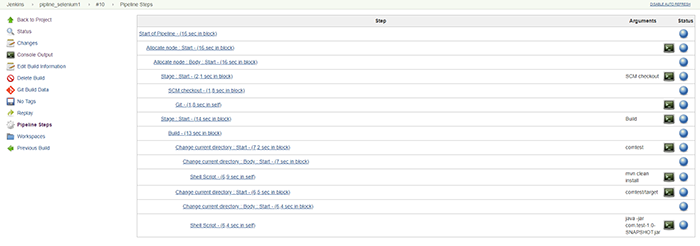 Jenkins › pipline_selenium1 › #10 › Pipeline Steps
DISABLE AUTO REFRESH
Back to Project
Status
Changes
Console Output
Edit Build Information
Delete Build
Git Build Data
No Tags
Replay
Pipeline Steps
Workspaces
Previous Build
Step Arguments Status
Start of Pipeline - (16 sec in block)
Allocate node : Start - (16 sec in block)
Allocate node : Body : Start - (16 sec in block)
Stage : Start - (2.1 sec in block) SCM checkout
SCM checkout - (1.8 sec in block)
Git - (1.6 sec in self)
Stage : Start - (14 sec in block) Build
Build - (13 sec in block)
Change current directory : Start - (7.2 sec in block) comtest
Change current directory : Body : Start - (7 sec in block)
Shell Script - (6.9 sec in self) mvn clean
install
Change current directory : Start - (6.5 sec in block) comtest/target
Change current directory : Body : Start - (6.4 sec in block)
Shell Script - (6.4 sec in self) java -jar
com.test-1.0-
SNAPSHOT.jar